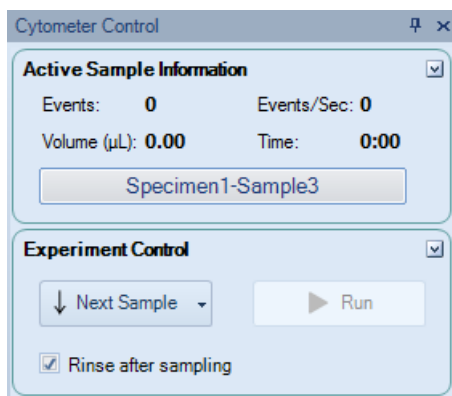 Cytometer Control
Active Sample Information
Events: 0 Events/Sec: 0
Volume (µL): 0.00 Time: 0:00
Specimen1-Sample3
Experiment Control
Next Sample Run
Rinse after sampling